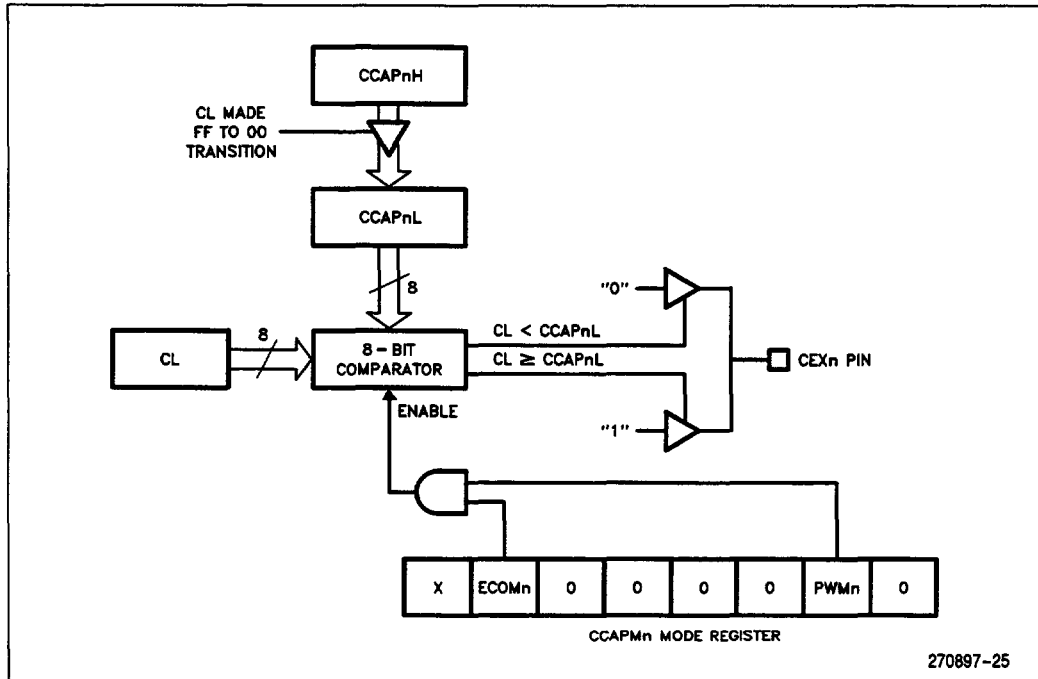 CCAPnH
CL MADE
FF TO 00
TRANSITION
CCAPnL
8
"0"
CL < CCAPnL
8
CL
8-BIT
COMPARATOR
CL ≥ CCAPnL
CEXn PIN
ENABLE
"1"
X ECOMn 0 0 0 0 PWMn 0
CCAPMn MODE REGISTER
270897-25